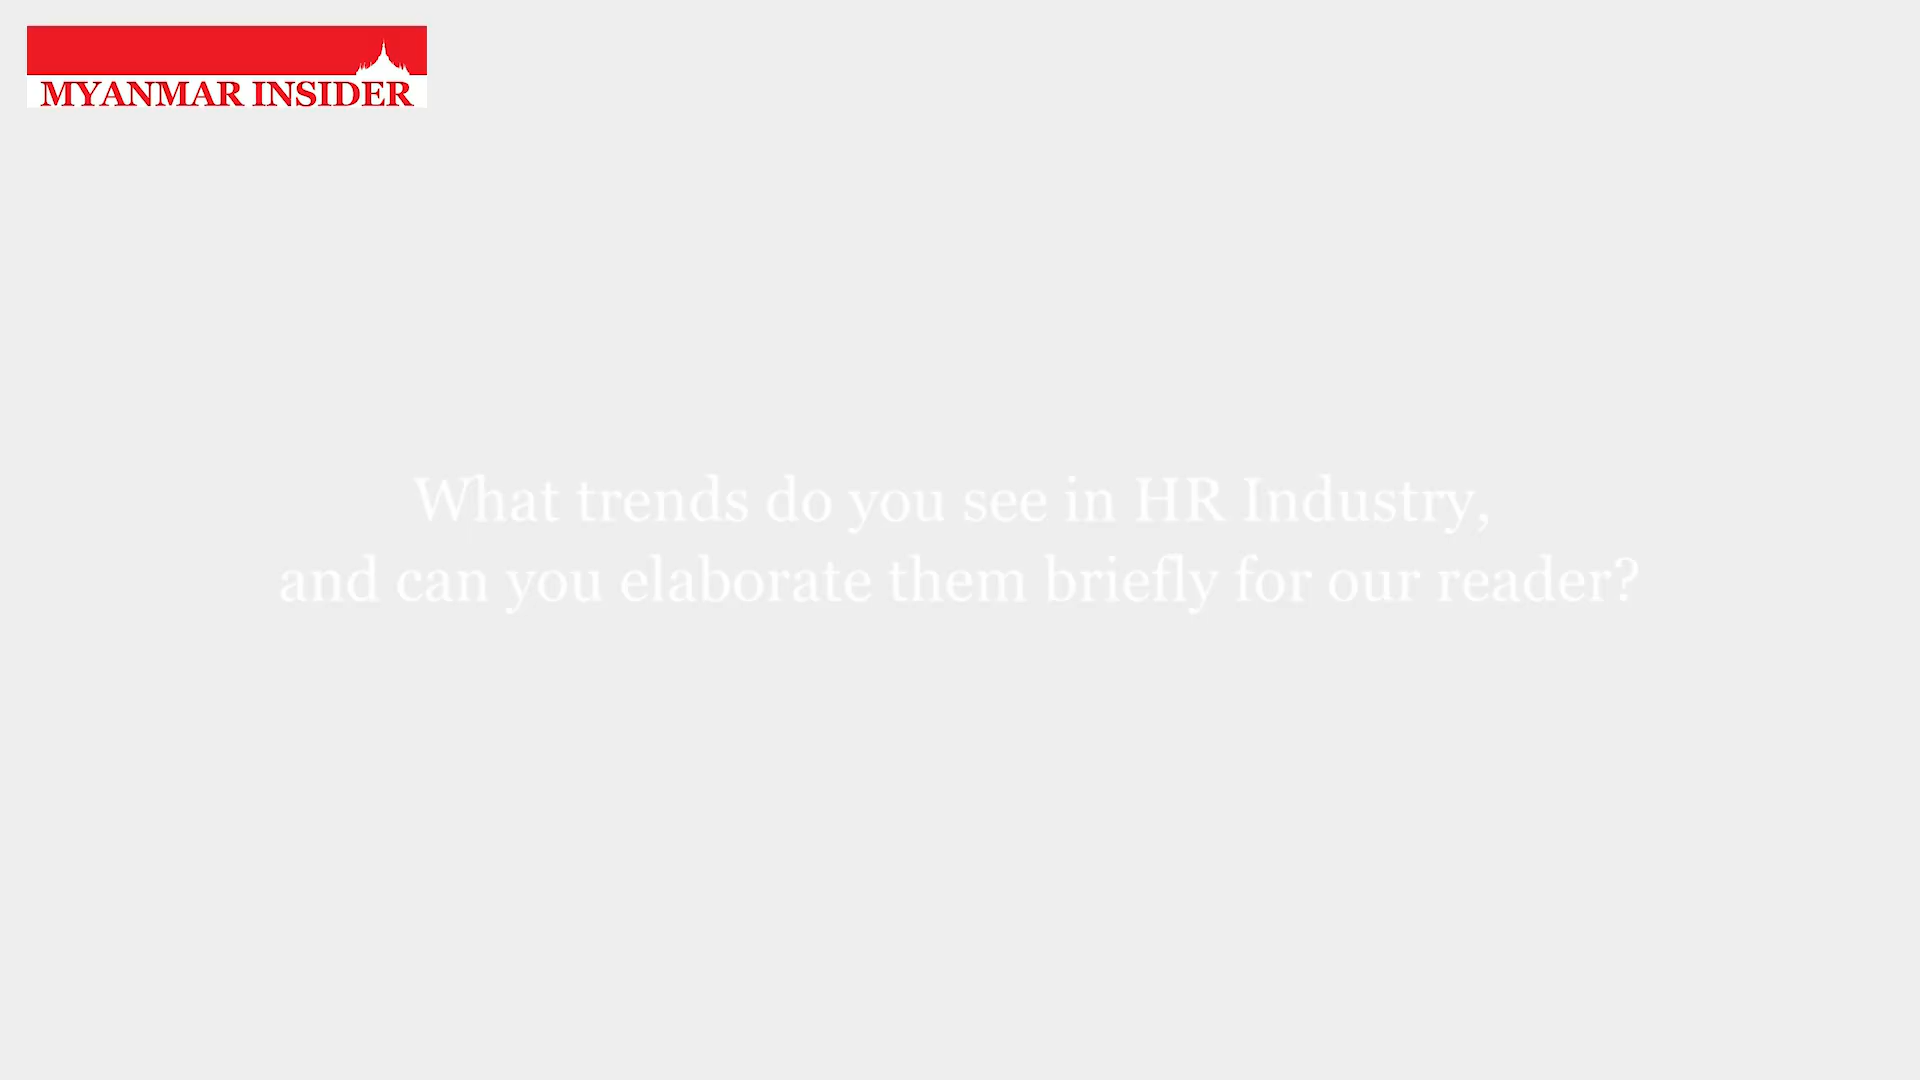 MYANMAR INSIDER
What trends do you see in HR Industry,
and can you elaborate them briefly for our reader?